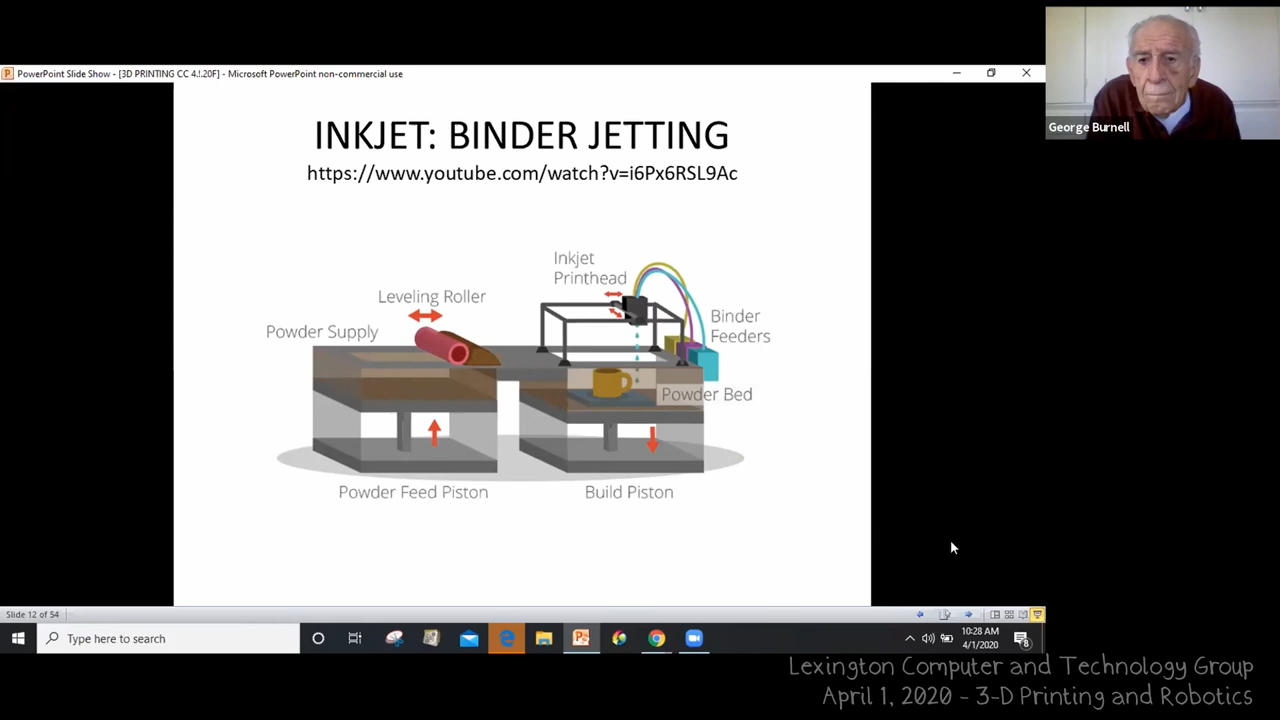 PowerPoint Slide Show - [3D PRINTING CC 4.!.20F] - Microsoft PowerPoint non-commercial use
George Burnell
INKJET: BINDER JETTING
https://www.youtube.com/watch?v=i6Px6RSL9Ac
Inkjet
Printhead
Leveling Roller
Binder
Feeders
Powder Supply
Powder Bed
Powder Feed Piston
Build Piston
Slide 12 of 54
Type here to search
10:28 AM
4/1/2020
8
Lexington Computer and Technology Group
April 1, 2020 - 3-D Printing and Robotics